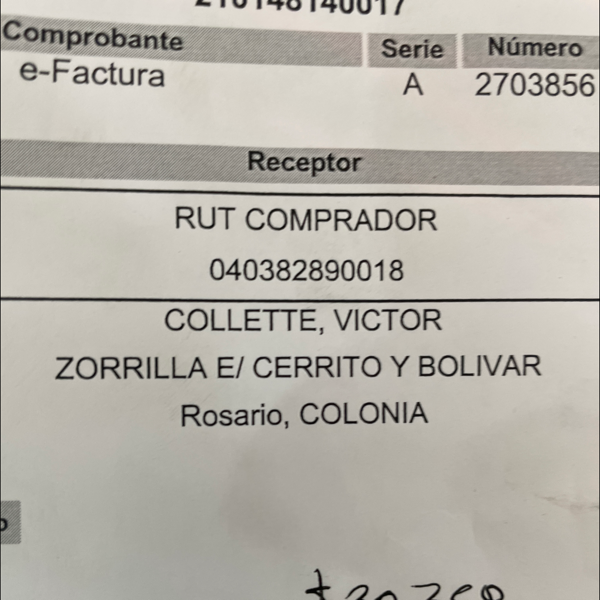 Comprobante Serie Número
e-Factura A 2703856
Receptor
RUT COMPRADOR
040382890018
COLLETTE, VICTOR
ZORRILLA E/ CERRITO Y BOLIVAR
Rosario, COLONIA